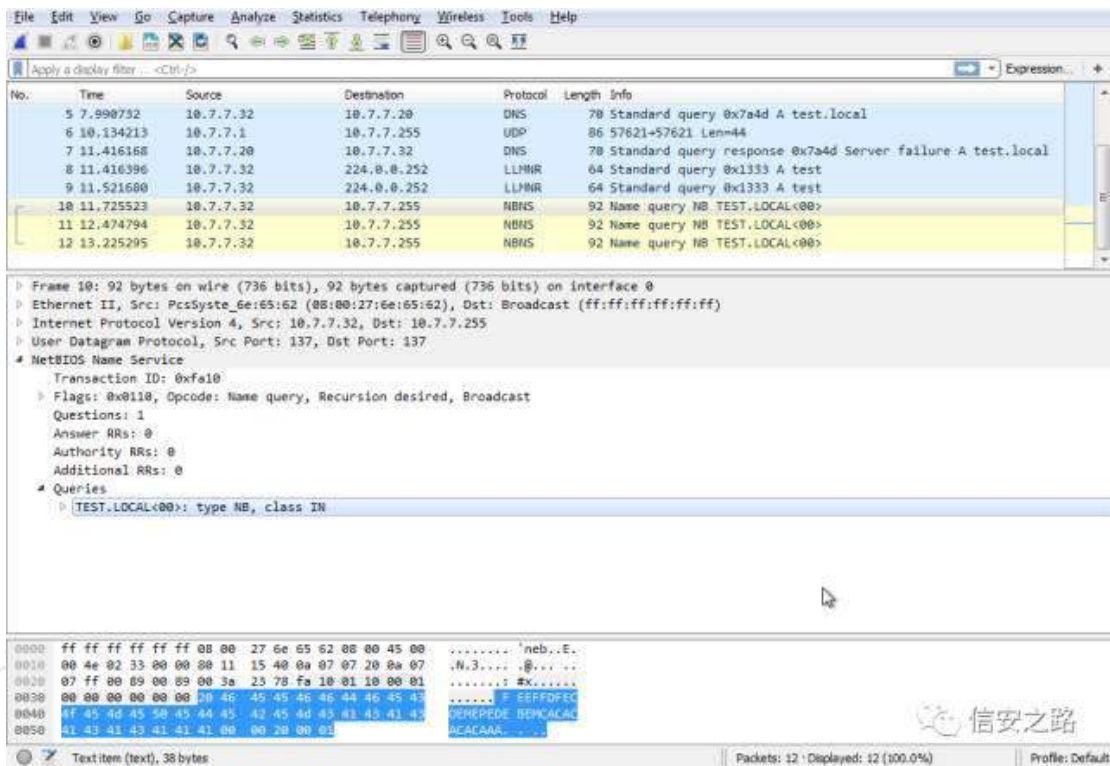 File Edit View Go Capture Analyze Statistics Telephony Wireless Tools Help
Apply a display filter ... <Ctrl-/> Expression... +
No. Time Source Destination Protocol Length Info
5 7.990732 10.7.7.32 10.7.7.20 DNS 70 Standard query 0x7a4d A test.local
6 10.134213 10.7.7.1 10.7.7.255 UDP 86 57621→57621 Len=44
7 11.416168 10.7.7.20 10.7.7.32 DNS 70 Standard query response 0x7a4d Server failure A test.local
8 11.416396 10.7.7.32 224.0.0.252 LLMNR 64 Standard query 0x1333 A test
9 11.521680 10.7.7.32 224.0.0.252 LLMNR 64 Standard query 0x1333 A test
10 11.725523 10.7.7.32 10.7.7.255 NBNS 92 Name query NB TEST.LOCAL<00>
11 12.474794 10.7.7.32 10.7.7.255 NBNS 92 Name query NB TEST.LOCAL<00>
12 13.225295 10.7.7.32 10.7.7.255 NBNS 92 Name query NB TEST.LOCAL<00>
Frame 10: 92 bytes on wire (736 bits), 92 bytes captured (736 bits) on interface 0
Ethernet II, Src: PcsSyste_6e:65:62 (08:00:27:6e:65:62), Dst: Broadcast (ff:ff:ff:ff:ff:ff)
Internet Protocol Version 4, Src: 10.7.7.32, Dst: 10.7.7.255
User Datagram Protocol, Src Port: 137, Dst Port: 137
NetBIOS Name Service
Transaction ID: 0xfa10
Flags: 0x0110, Opcode: Name query, Recursion desired, Broadcast
Questions: 1
Answer RRs: 0
Authority RRs: 0
Additional RRs: 0
Queries
TEST.LOCAL<00>: type NB, class IN
0000 ff ff ff ff ff ff 08 00 27 6e 65 62 08 00 45 00 ........ 'neb..E.
0010 00 4e 02 33 00 00 80 11 15 40 0a 07 07 20 0a 07 .N.3.... .@... ..
0020 07 ff 00 89 00 89 00 3a 23 78 fa 10 01 10 00 01 .......: #x......
0030 00 00 00 00 00 00 20 46 45 45 46 46 44 46 45 43 ...... F EEFFDFEC
0040 4f 45 4d 45 50 45 44 45 42 45 4d 43 41 43 41 43 OEMEPEDE BEMCACAC
0050 41 43 41 43 41 41 41 00 00 20 00 01 ACACAAA. . ..
信安之路
Text item (text), 38 bytes Packets: 12 · Displayed: 12 (100.0%) Profile: Default